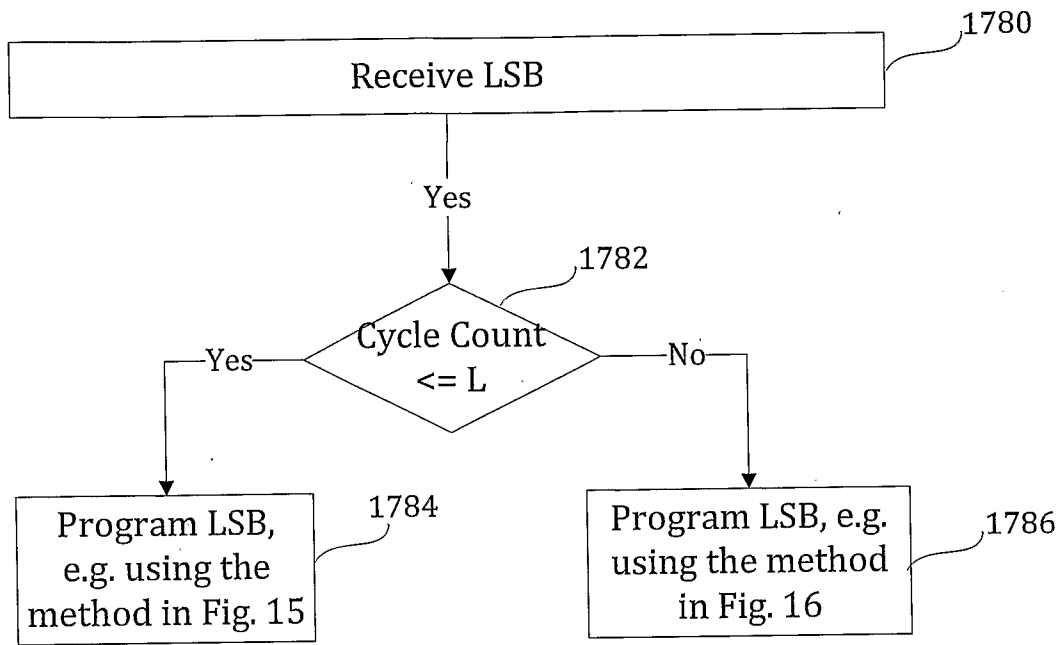 1780
Receive LSB
Yes
1782
Cycle Count
<= L
Yes
No
Program LSB,
e.g. using the
method in Fig. 15
1784
Program LSB, e.g.
using the method
in Fig. 16
1786